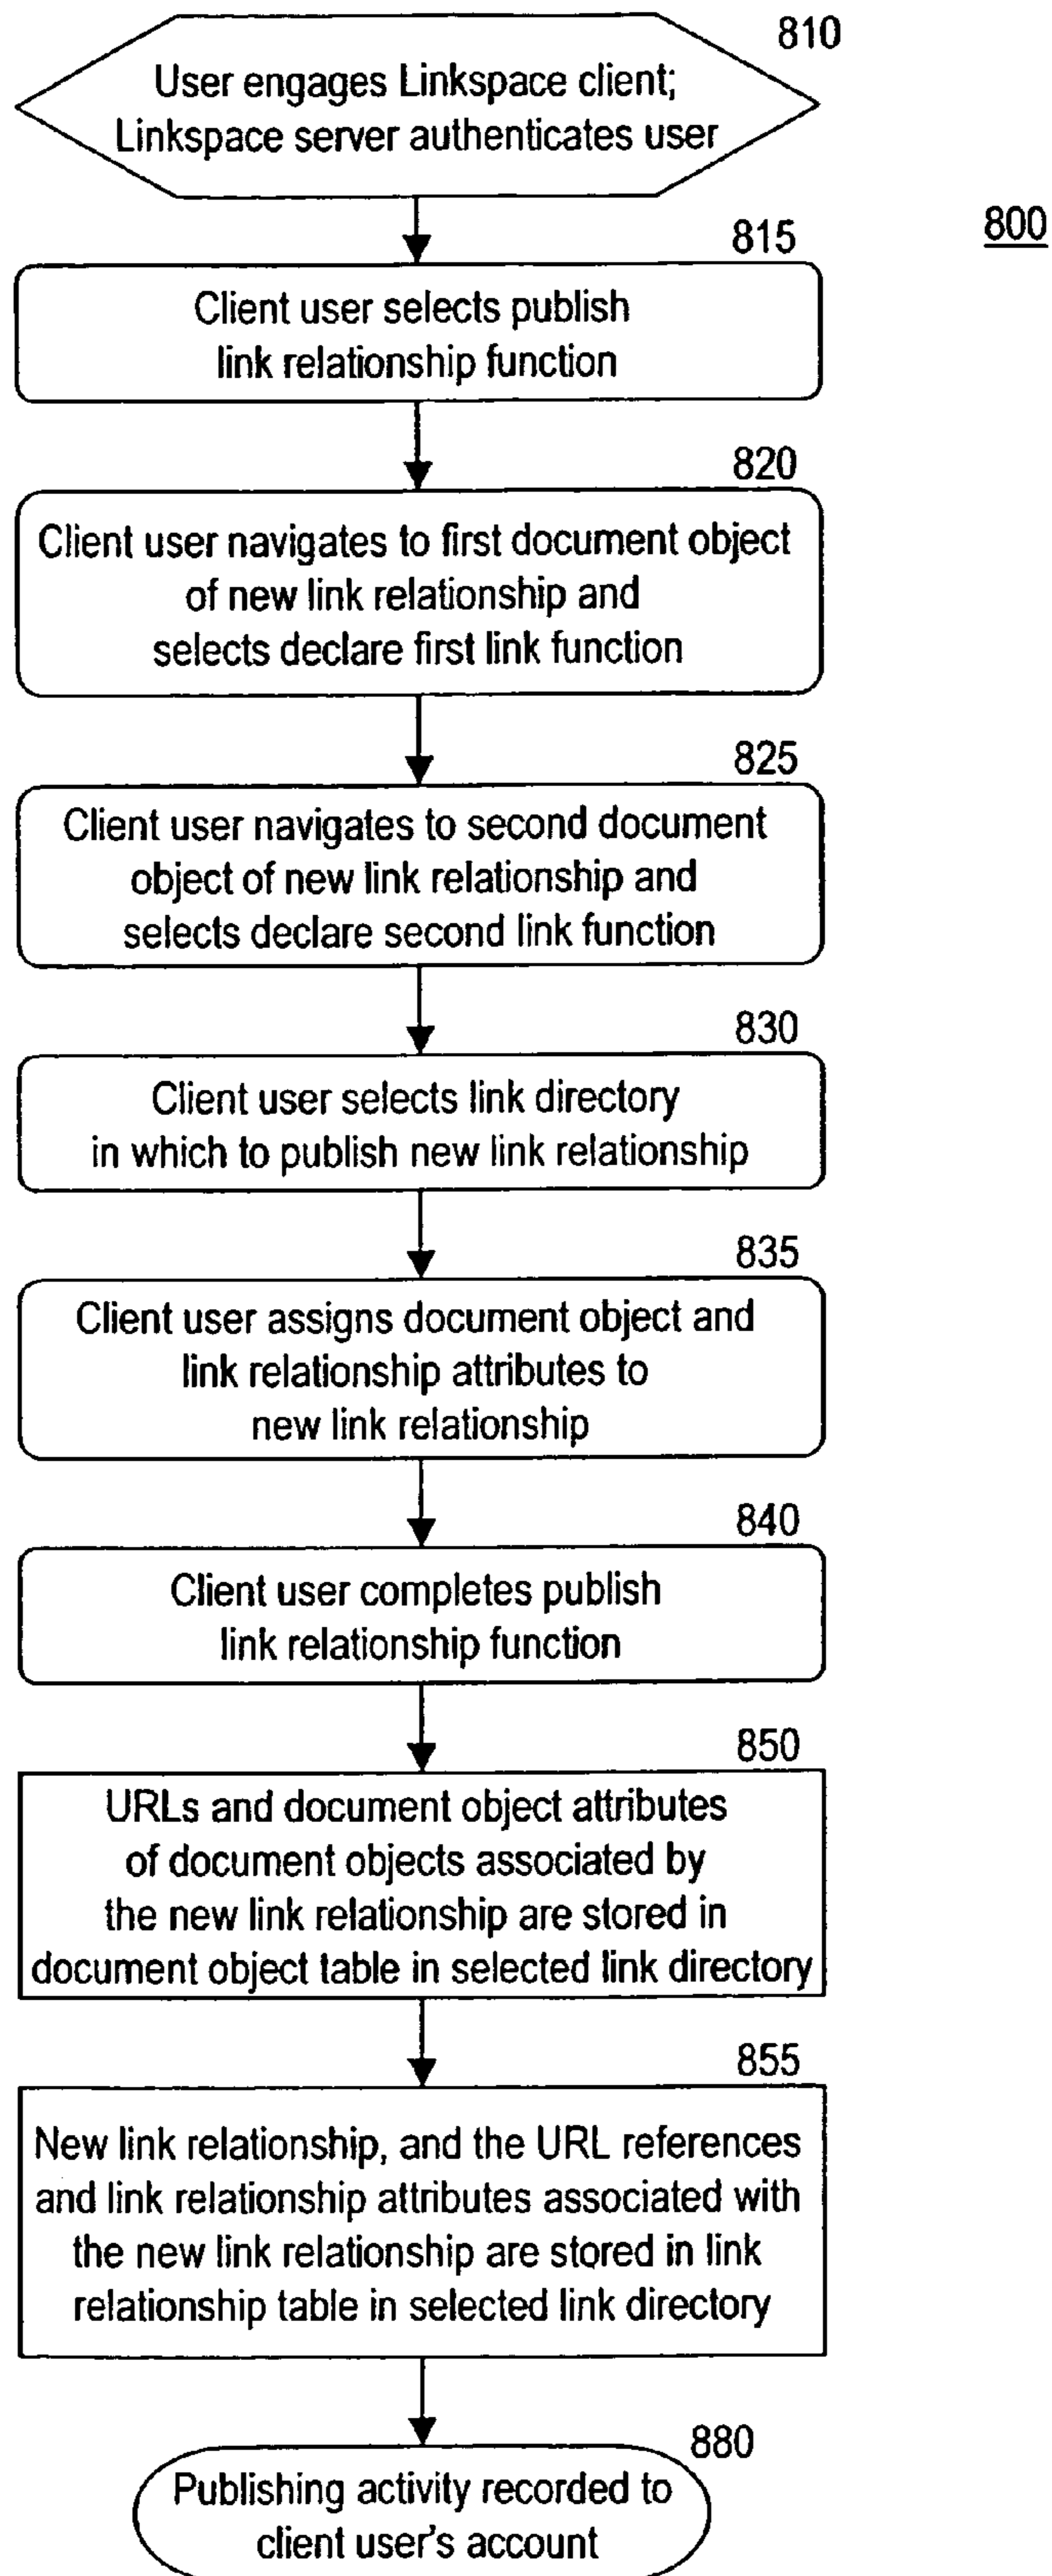 810
User engages Linkspace client;
Linkspace server authenticates user
800
815
Client user selects publish
link relationship function
820
Client user navigates to first document object
of new link relationship and
selects declare first link function
825
Client user navigates to second document
object of new link relationship and
selects declare second link function
830
Client user selects link directory
in which to publish new link relationship
835
Client user assigns document object and
link relationship attributes to
new link relationship
840
Client user completes publish
link relationship function
850
URLs and document object attributes
of document objects associated by
the new link relationship are stored in
document object table in selected link directory
855
New link relationship, and the URL references
and link relationship attributes associated with
the new link relationship are stored in link
relationship table in selected link directory
880
Publishing activity recorded to
client user's account